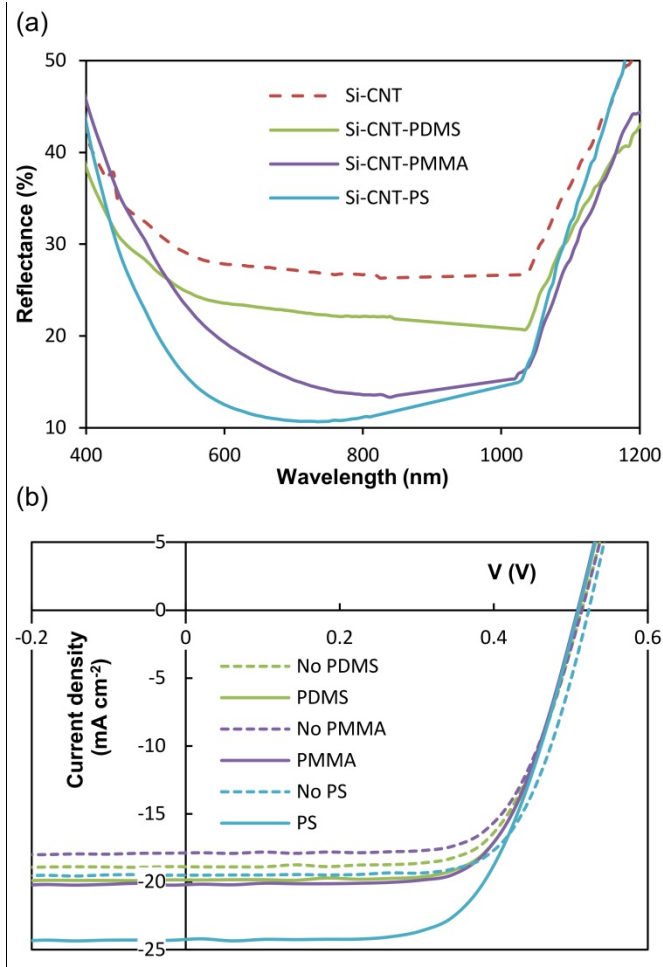 (a)
50
40
30
20
10
Reflectance (%)
Si-CNT
Si-CNT-PDMS
Si-CNT-PMMA
Si-CNT-PS
400
600
800
1000
1200
Wavelength (nm)
(b)
5
V (V)
0
-0.2
0
0.2
0.4
0.6
Current density
(mA cm-2)
-5
-10
-15
-20
-25
No PDMS
PDMS
No PMMA
PMMA
No PS
PS